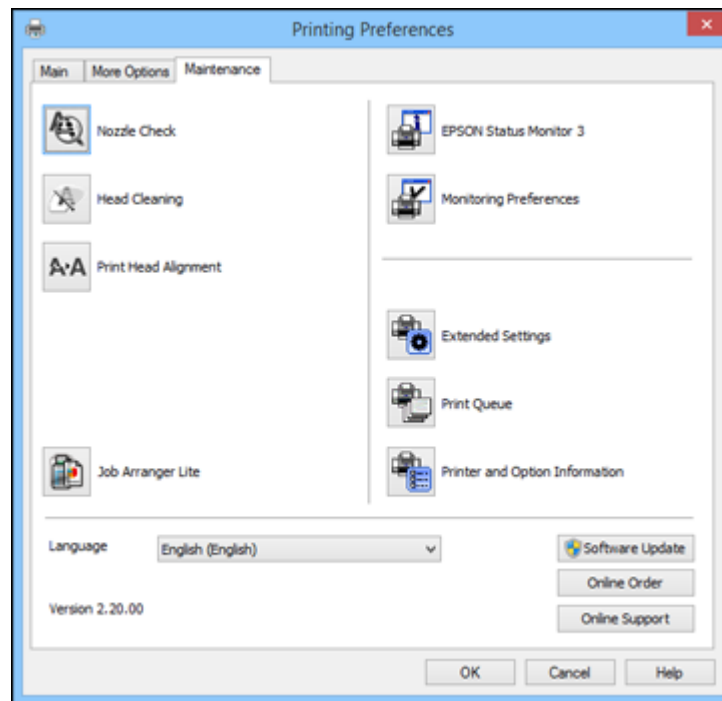 Printing Preferences
Main
More Options
Maintenance
Nozzle Check
EPSON Status Monitor 3
Head Cleaning
Monitoring Preferences
A·A Print Head Alignment
Extended Settings
Print Queue
Job Arranger Lite
Printer and Option Information
Language
English (English)
Software Update
Online Order
Version 2.20.00
Online Support
OK
Cancel
Help